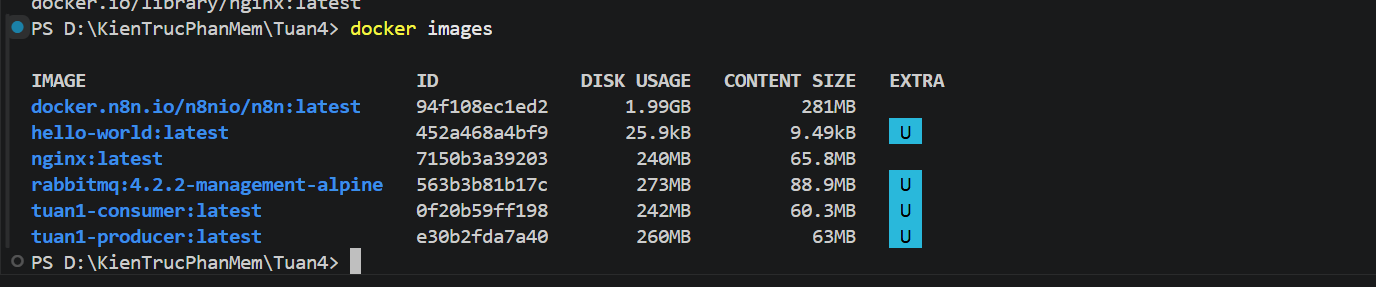 docker.io/library/nginx:latest
PS D:\KienTrucPhanMem\Tuan4> docker images
IMAGE ID DISK USAGE CONTENT SIZE EXTRA
docker.n8n.io/n8nio/n8n:latest 94f108ec1ed2 1.99GB 281MB
hello-world:latest 452a468a4bf9 25.9kB 9.49kB U
nginx:latest 7150b3a39203 240MB 65.8MB
rabbitmq:4.2.2-management-alpine 563b3b81b17c 273MB 88.9MB U
tuan1-consumer:latest 0f20b59ff198 242MB 60.3MB U
tuan1-producer:latest e30b2fda7a40 260MB 63MB U
PS D:\KienTrucPhanMem\Tuan4>